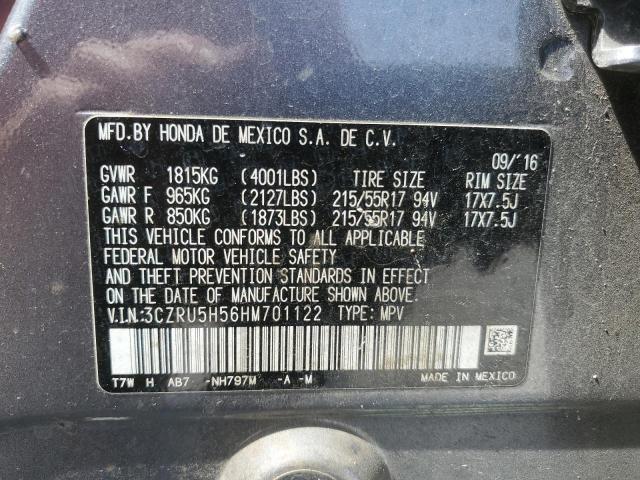 MFD.BY HONDA DE MEXICO S.A. DE C.V.
09/'16
GVWR 1815KG (4001LBS) TIRE SIZE RIM SIZE
GAWR F 965KG (2127LBS) 215/55R17 94V 17X7.5J
GAWR R 850KG (1873LBS) 215/55R17 94V 17X7.5J
THIS VEHICLE CONFORMS TO ALL APPLICABLE
FEDERAL MOTOR VEHICLE SAFETY
AND THEFT PREVENTION STANDARDS IN EFFECT
ON THE DATE OF MANUFACTURE SHOWN ABOVE.
V.I.N.:3CZRU5H56HM701122 TYPE: MPV
T7W H AB7 -NH797M -A -M MADE IN MEXICO